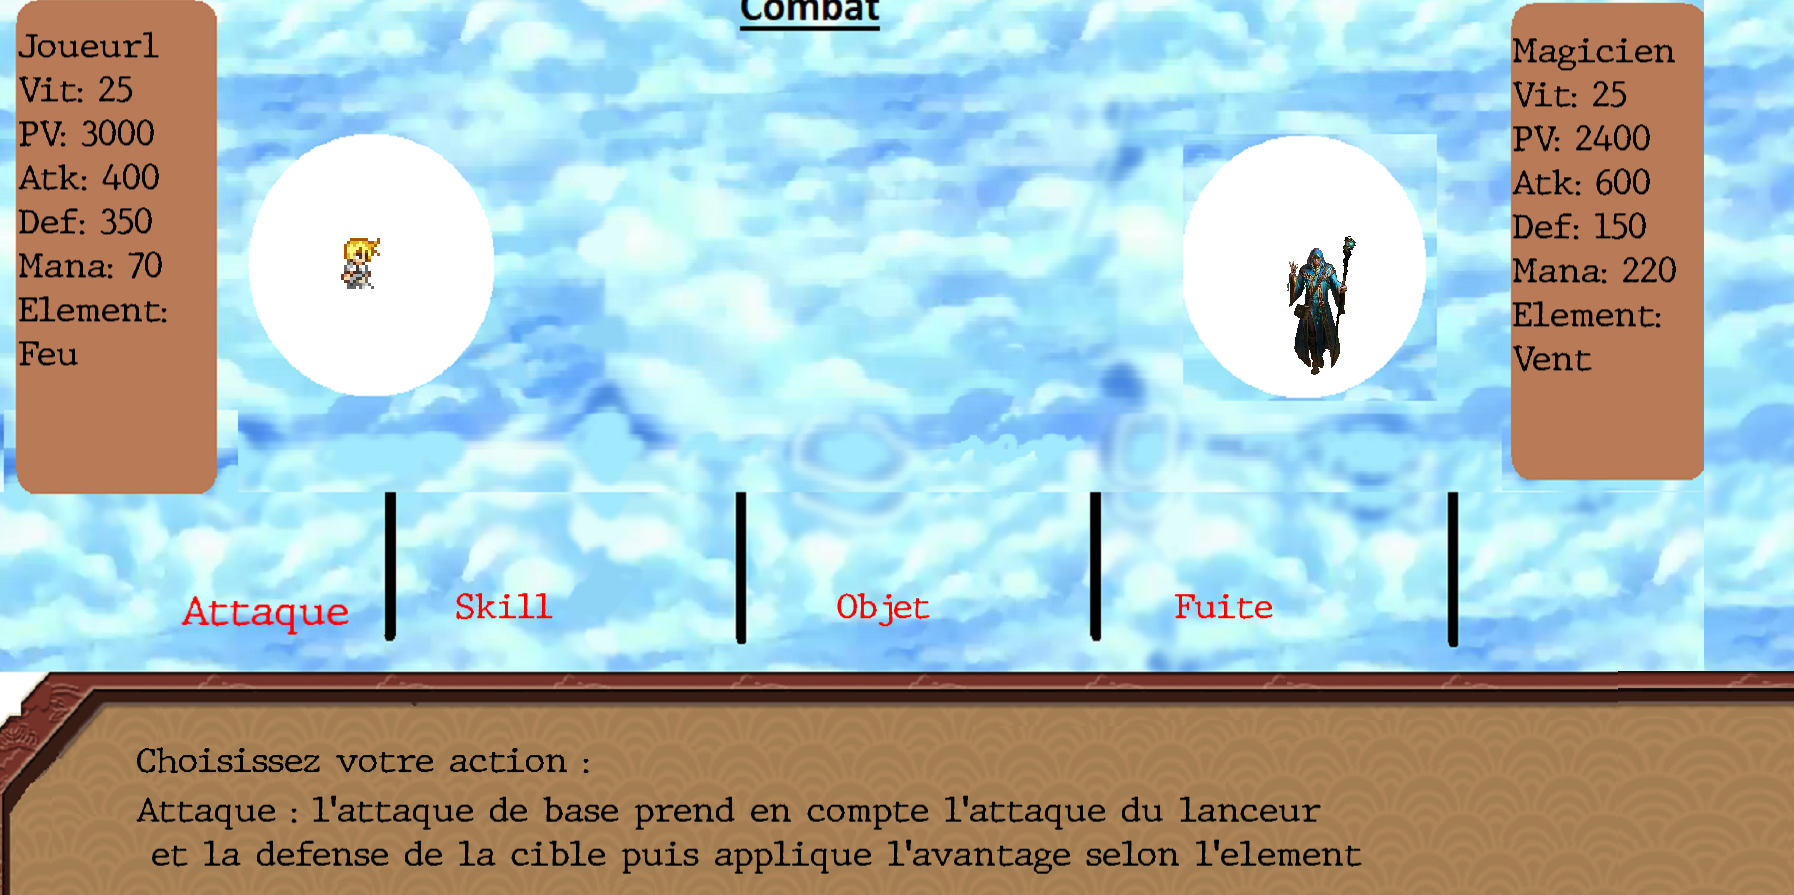 Combat
Joueur1
Vit: 25
PV: 3000
Atk: 400
Def: 350
Mana: 70
Element:
Feu
Magicien
Vit: 25
PV: 2400
Atk: 600
Def: 150
Mana: 220
Element:
Vent
Attaque
Skill
Objet
Fuite
Choisissez votre action :
Attaque : l'attaque de base prend en compte l'attaque du lanceur
et la defense de la cible puis applique l'avantage selon l'element